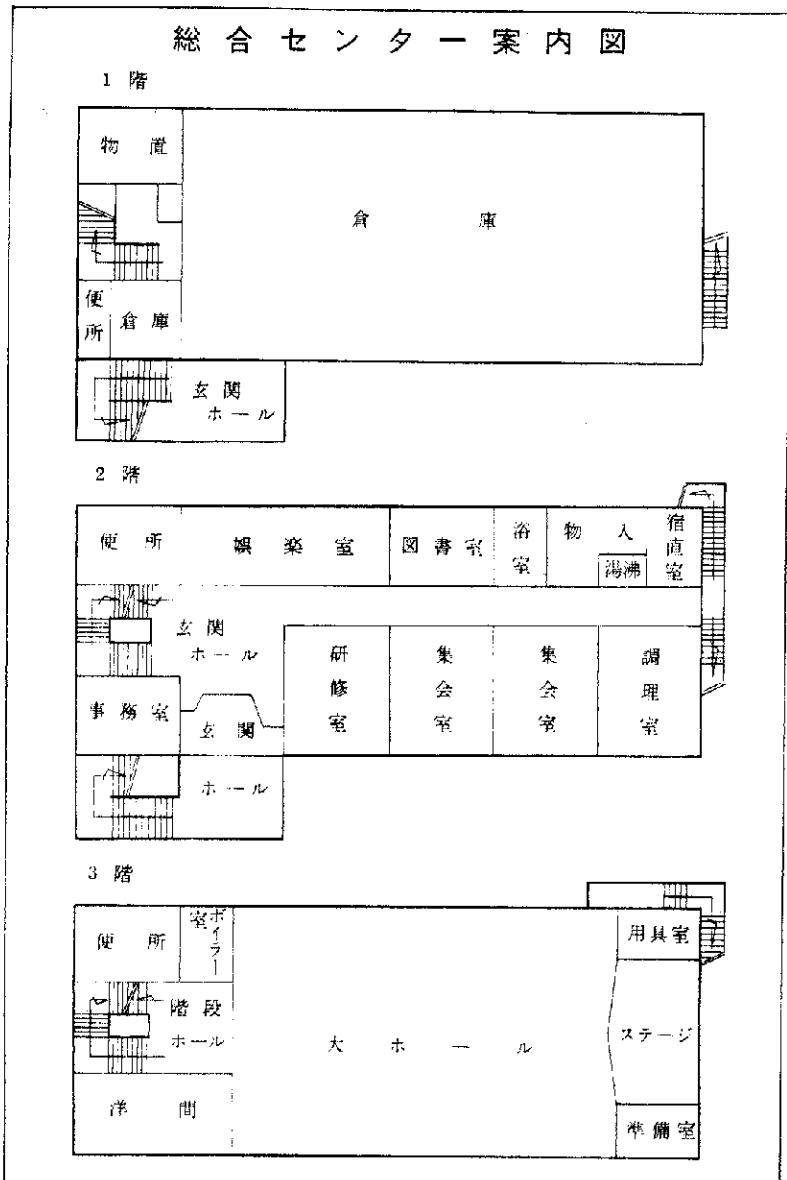 総合センター案内図
1階
物置
倉庫
便所
倉庫
玄関
ホール
2階
便所
娯楽室
図書室
浴室
物入
湯沸
宿直室
玄関
ホール
研修室
集会室
集会室
調理室
事務室
玄関
ホール
3階
便所
ボイラー室
用具室
階段
ホール
大ホール
ステージ
洋間
準備室